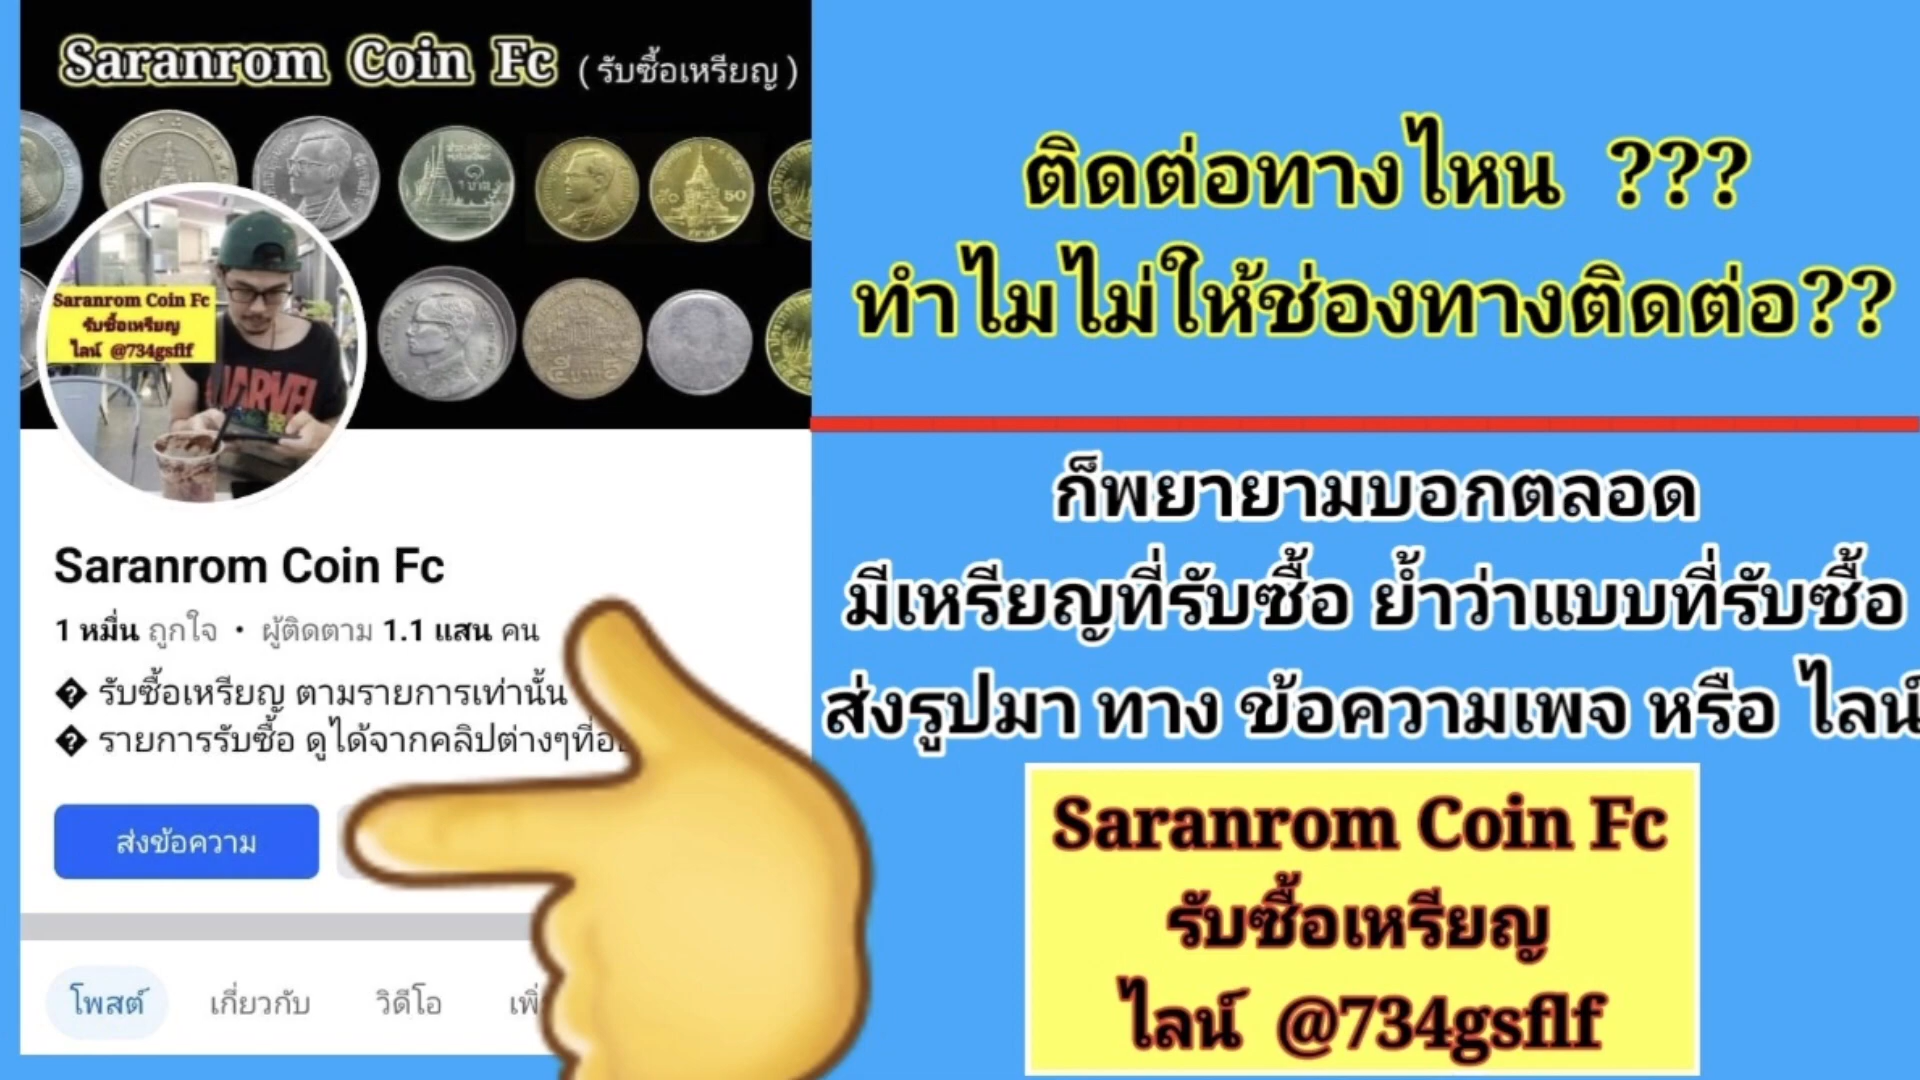 Saranrom Coin Fc (รับซื้อเหรียญ)
Saranrom Coin Fc
รับซื้อเหรียญ
ไลน์ @734gsflf
MARVEL
Saranrom Coin Fc
1 หมื่น ถูกใจ • ผู้ติดตาม 1.1 แสน คน
รับซื้อเหรียญ ตามรายการเท่านั้น
รายการรับซื้อ ดูได้จากคลิปต่างๆที่
ส่งข้อความ
โพสต์ เกี่ยวกับ วิดีโอ
ติดต่อทางไหน ???
ทำไมไม่ให้ช่องทางติดต่อ??
ก็พยายามบอกตลอด
มีเหรียญที่รับซื้อ ย้ำว่าแบบที่รับซื้อ
ส่งรูปมา ทาง ข้อความเพจ หรือ ไลน์
Saranrom Coin Fc
รับซื้อเหรียญ
ไลน์ @734gsflf